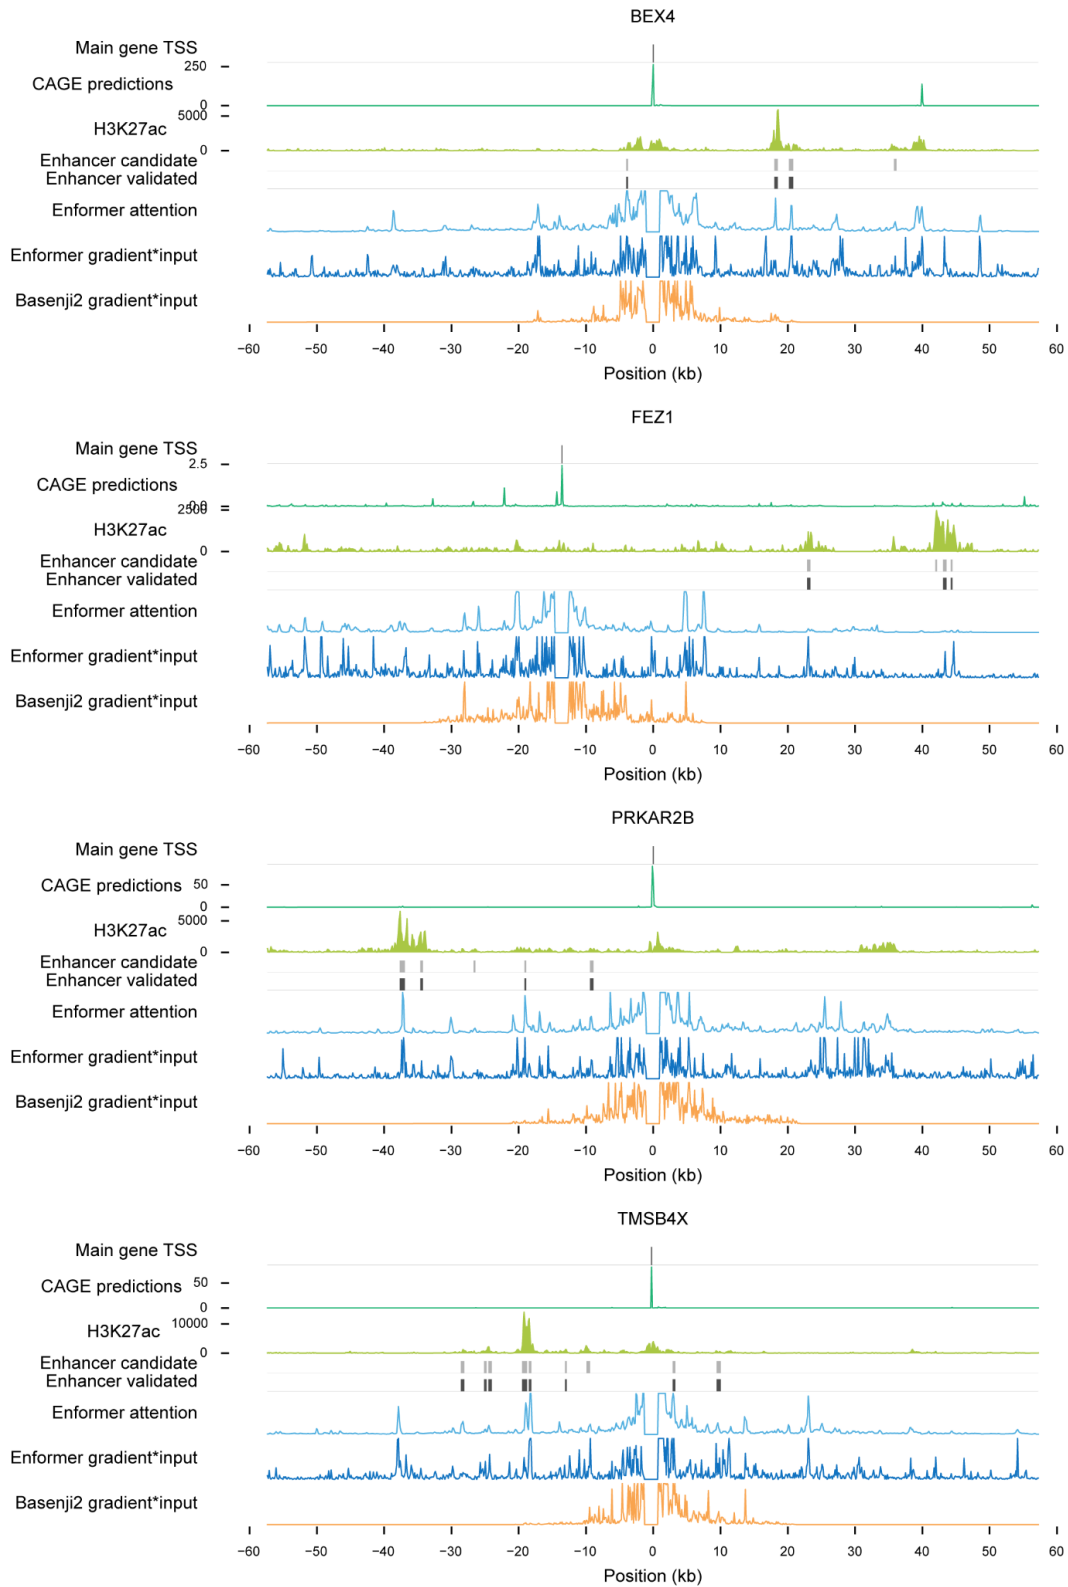 BEX4
Main gene TSS
250
CAGE predictions
0
5000
H3K27ac
0
Enhancer candidate
Enhancer validated
Enformer attention
Enformer gradient*input
Basenji2 gradient*input
−60 −50 −40 −30 −20 −10 0 10 20 30 40 50 60
Position (kb)
FEZ1
Main gene TSS
2.5
CAGE predictions
0.0
2500
H3K27ac
0
Enhancer candidate
Enhancer validated
Enformer attention
Enformer gradient*input
Basenji2 gradient*input
−60 −50 −40 −30 −20 −10 0 10 20 30 40 50 60
Position (kb)
PRKAR2B
Main gene TSS
CAGE predictions 50
0
5000
H3K27ac
0
Enhancer candidate
Enhancer validated
Enformer attention
Enformer gradient*input
Basenji2 gradient*input
−60 −50 −40 −30 −20 −10 0 10 20 30 40 50 60
Position (kb)
TMSB4X
Main gene TSS
CAGE predictions 50
0
10000
H3K27ac
0
Enhancer candidate
Enhancer validated
Enformer attention
Enformer gradient*input
Basenji2 gradient*input
−60 −50 −40 −30 −20 −10 0 10 20 30 40 50 60
Position (kb)